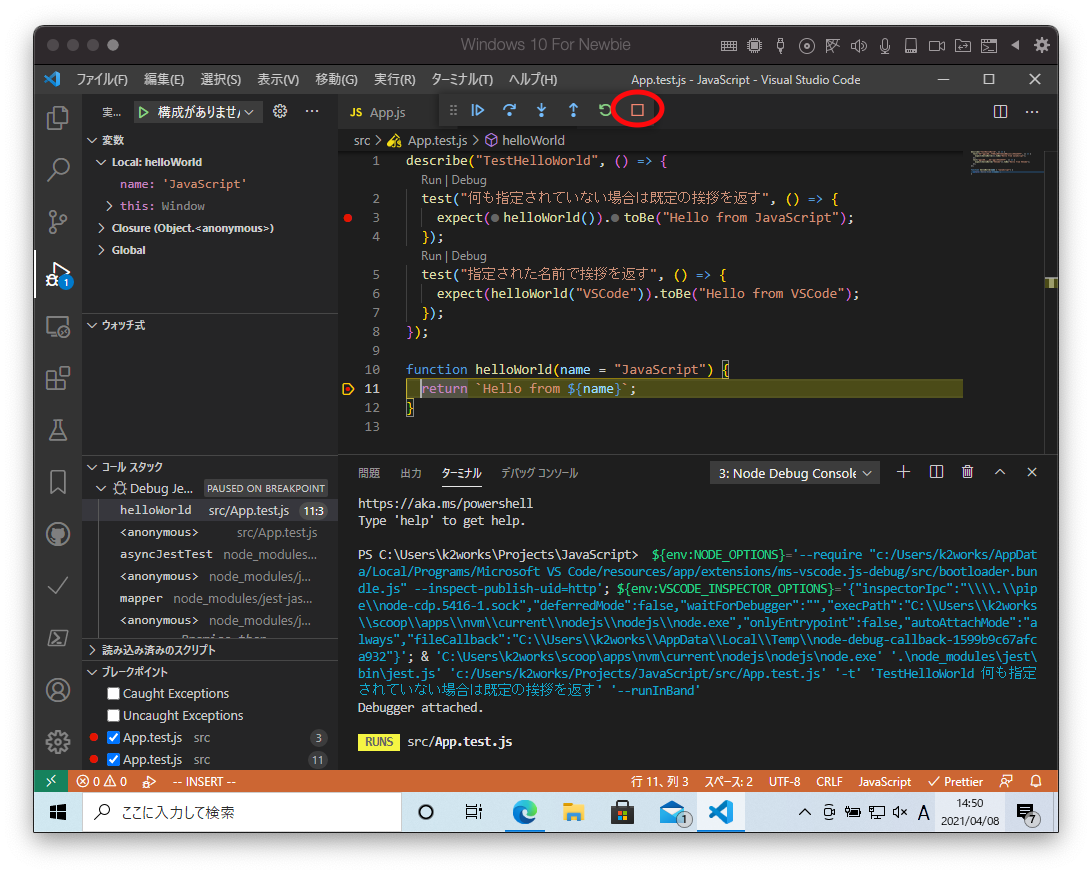 Windows 10 For Newbie
ファイル(F) 編集(E) 選択(S) 表示(V) 移動(G) 実行(R) ターミナル(T) ヘルプ(H) App.test.js - JavaScript - Visual Studio Code
実... 構成がありません
JS App.js
変数
Local: helloWorld
name: 'JavaScript'
this: Window
Closure (Object.<anonymous>)
Global
ウォッチ式
コール スタック
Debug Je... PAUSED ON BREAKPOINT
helloWorld src/App.test.js 11:3
<anonymous> src/App.test.js
asyncJestTest node_modules...
<anonymous> node_modules/j...
mapper node_modules/jest-jas...
<anonymous> node_modules/j...
Promise.then
読み込み済みのスクリプト
ブレークポイント
Caught Exceptions
Uncaught Exceptions
App.test.js src 3
App.test.js src 11
src > App.test.js > helloWorld
1 describe("TestHelloWorld", () => {
Run | Debug
2 test("何も指定されていない場合は既定の挨拶を返す", () => {
3 expect(helloWorld()).toBe("Hello from JavaScript");
4 });
Run | Debug
5 test("指定された名前で挨拶を返す", () => {
6 expect(helloWorld("VSCode")).toBe("Hello from VSCode");
7 });
8 });
9
10 function helloWorld(name = "JavaScript") {
11 return `Hello from ${name}`;
12 }
13
問題 出力 ターミナル デバッグ コンソール 3: Node Debug Console
https://aka.ms/powershell
Type 'help' to get help.
PS C:\Users\k2works\Projects\JavaScript> ${env:NODE_OPTIONS}='--require "c:/Users/k2works/AppDat
a/Local/Programs/Microsoft VS Code/resources/app/extensions/ms-vscode.js-debug/src/bootloader.bun
dle.js" --inspect-publish-uid=http'; ${env:VSCODE_INSPECTOR_OPTIONS}='{"inspectorIpc":"\\\\.\\pip
e\\node-cdp.5416-1.sock","deferredMode":false,"waitForDebugger":"","execPath":"C:\\Users\\k2works
\\scoop\\apps\\nvm\\current\\nodejs\\nodejs\\node.exe","onlyEntrypoint":false,"autoAttachMode":"a
lways","fileCallback":"C:\\Users\\k2works\\AppData\\Local\\Temp\\node-debug-callback-1599b9c67afc
a932"}'; & 'C:\Users\k2works\scoop\apps\nvm\current\nodejs\nodejs\node.exe' '.\node_modules\jest\
bin\jest.js' 'c:/Users/k2works/Projects/JavaScript/src/App.test.js' '-t' 'TestHelloWorld 何も指定
されていない場合は既定の挨拶を返す' '--runInBand'
Debugger attached.
RUNS src/App.test.js
0 0 -- INSERT -- 行 11、列 3 スペース: 2 UTF-8 CRLF JavaScript Prettier
ここに入力して検索
1
A 14:50
2021/04/08
7